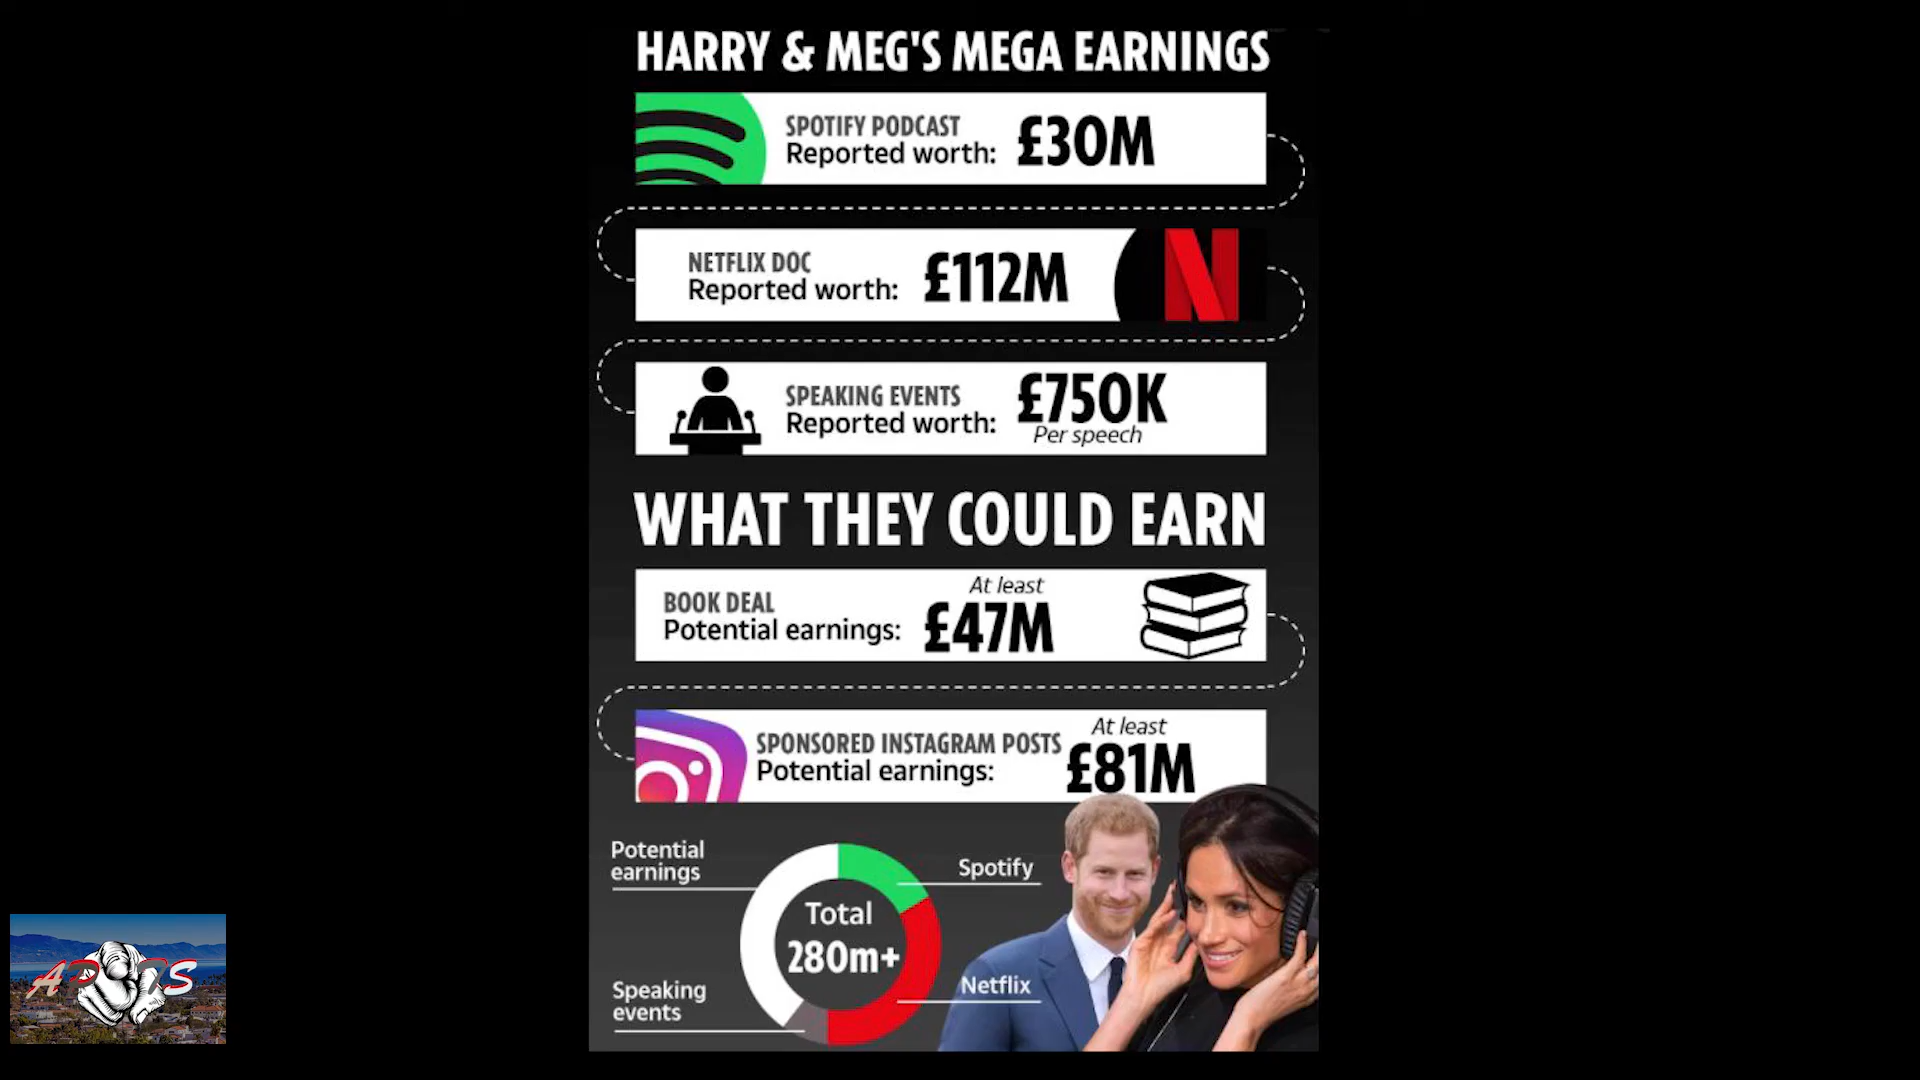 HARRY & MEG'S MEGA EARNINGS
SPOTIFY PODCAST
Reported worth: £30M
NETFLIX DOC
Reported worth: £112M
SPEAKING EVENTS
Reported worth: £750K
Per speech
WHAT THEY COULD EARN
BOOK DEAL
At least
Potential earnings: £47M
SPONSORED INSTAGRAM POSTS
At least
Potential earnings: £81M
Potential
earnings
Spotify
Total
280m+
Netflix
Speaking
events